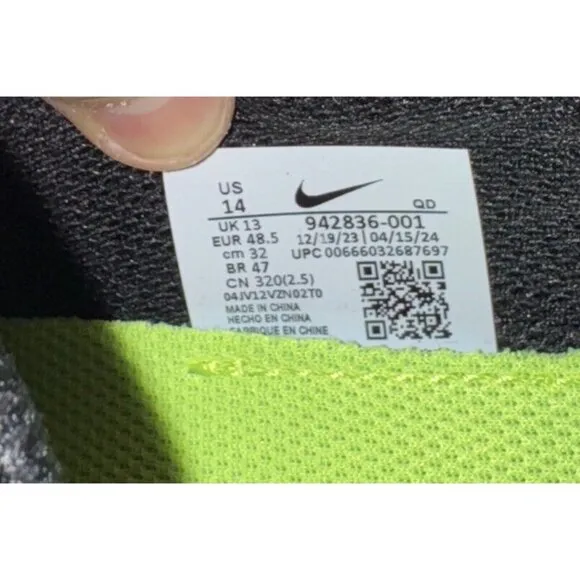 US
14
QD
UK 13
942836-001
EUR 48.5
12/19/23 | 04/15/24
cm 32
UPC 00666032687697
BR 47
CN 320(2.5)
04JV12VZN02T0
MADE IN CHINA
HECHO EN CHINA
FABRIQUE EN CHINE